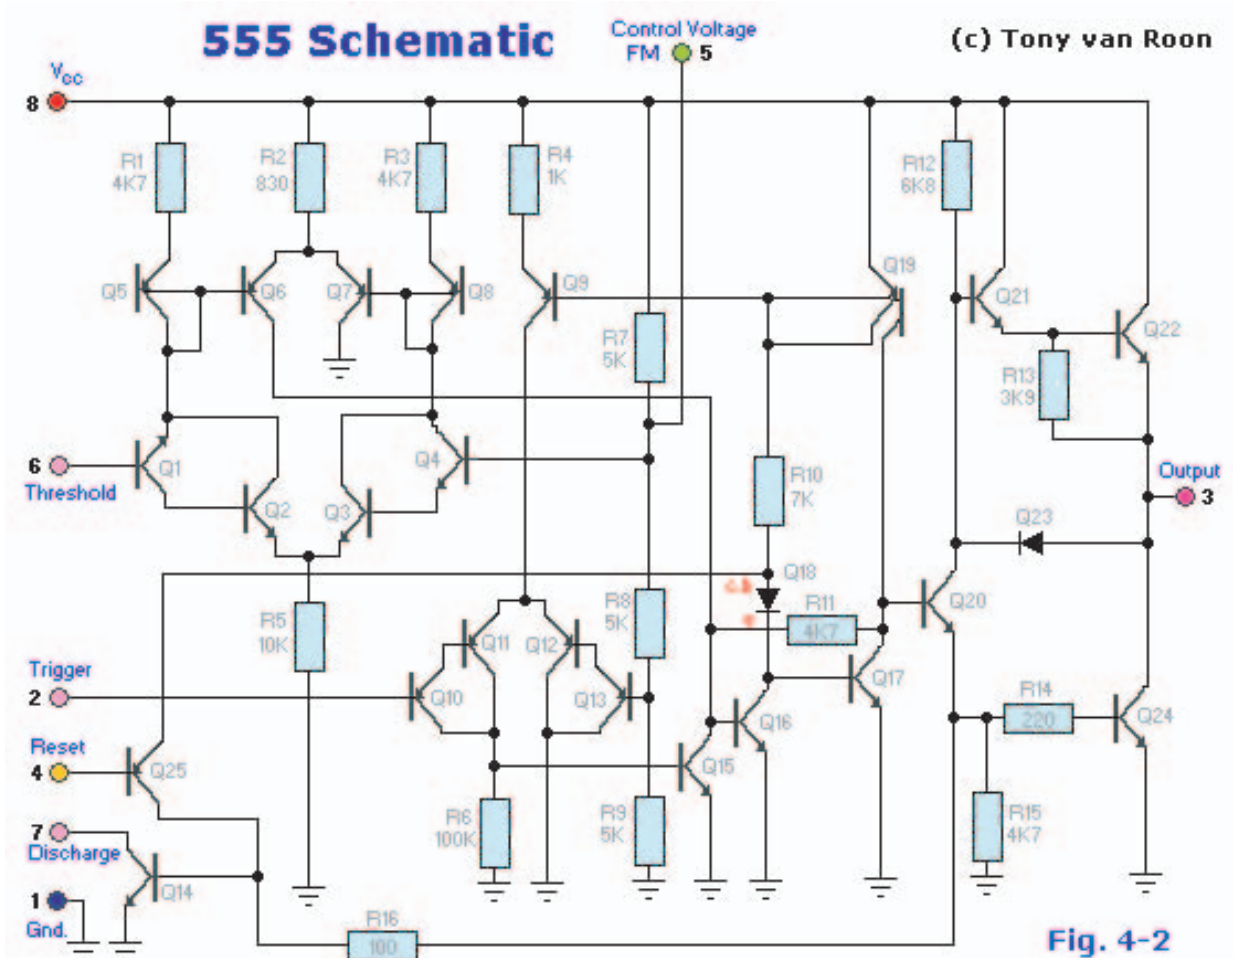 555 Schematic
Control Voltage
FM 5
(c) Tony van Roon
Vcc
8
R1
4K7
R2
830
R3
4K7
R4
1K
R12
6K8
Q5
Q6
Q7
Q8
Q9
Q19
Q21
Q22
R7
5K
R13
3K9
6
Threshold
Q1
Q2
Q3
Q4
R10
7K
Output
3
Q23
Q18
R5
10K
R8
5K
R11
4K7
Q20
Trigger
2
Q10
Q11
Q12
Q13
Q17
R14
220
Q24
Reset
4
Q25
Q15
Q16
7
Discharge
R6
100K
R9
5K
R15
4K7
Q14
1
Gnd.
R16
100
Fig. 4-2